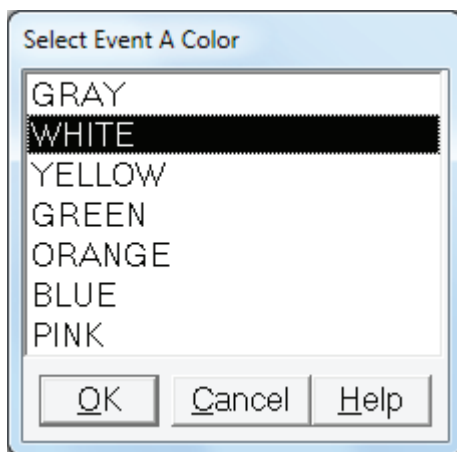 Select Event A Color
GRAY
WHITE
YELLOW
GREEN
ORANGE
BLUE
PINK
OK Cancel Help